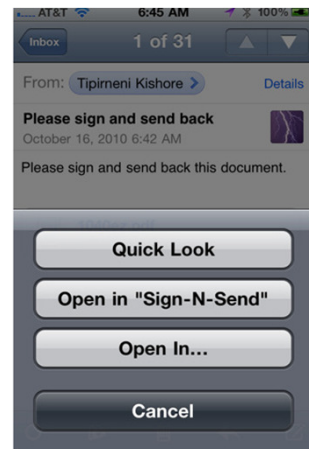 AT&T 6:45 AM 100%
Inbox 1 of 31
From: Tipirneni Kishore Details
Please sign and send back
October 16, 2010 6:42 AM
Please sign and send back this document.
Quick Look
Open in "Sign-N-Send"
Open In...
Cancel